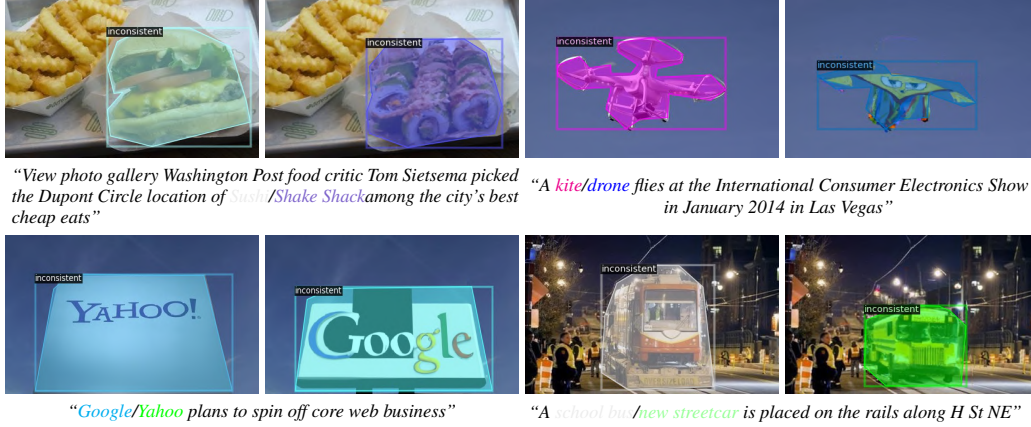 inconsistent
inconsistent
inconsistent
inconsistent
“View photo gallery Washington Post food critic Tom Sietsema picked
the Dupont Circle location of Sushi/Shake Shackamong the city's best
cheap eats”
“A kite/drone flies at the International Consumer Electronics Show
in January 2014 in Las Vegas”
inconsistent
YAHOO!
inconsistent
Google
inconsistent
inconsistent
“Google/Yahoo plans to spin off core web business”
“A school bus/new streetcar is placed on the rails along H St NE”